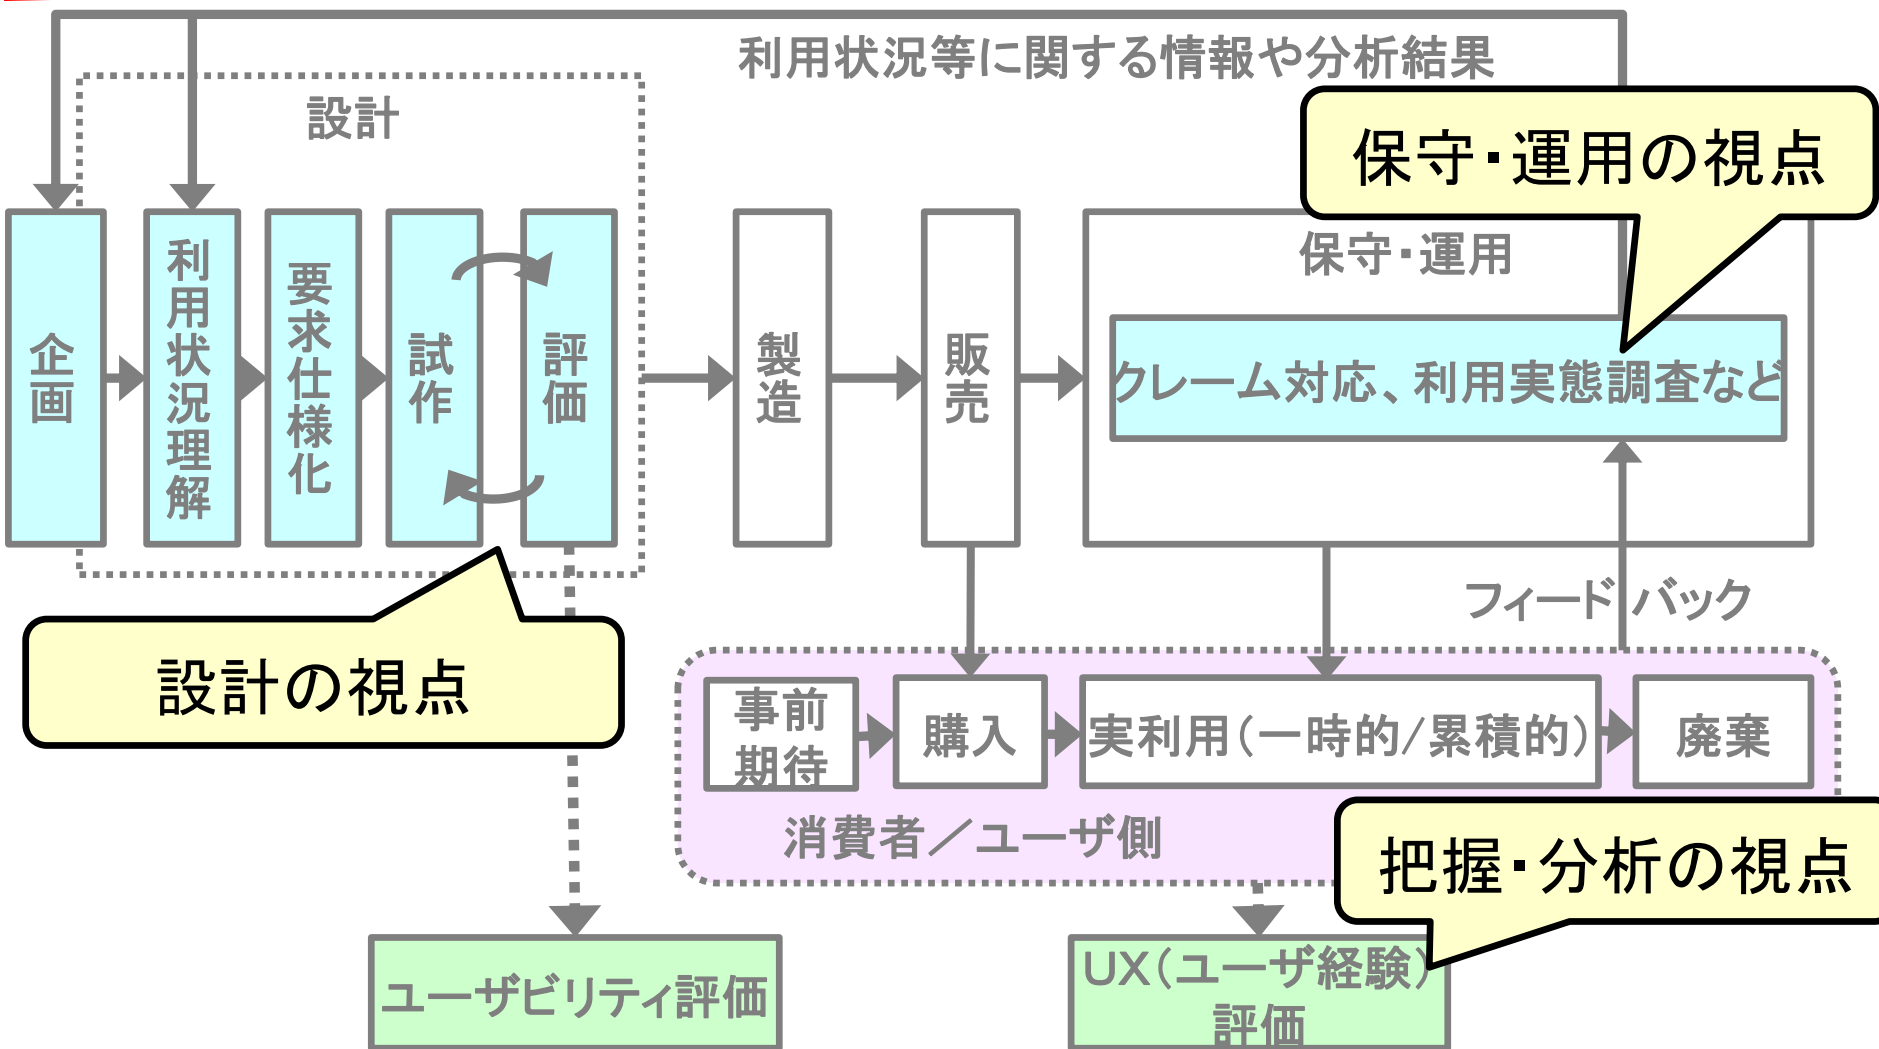 利用状況等に関する情報や分析結果
設計
保守・運用の視点
保守・運用
企画
利用状況理解
要求仕様化
試作
評価
製造
販売
クレーム対応、利用実態調査など
フィードバック
設計の視点
事前
期待
購入
実利用(一時的/累積的)
廃棄
消費者/ユーザ側
把握・分析の視点
ユーザビリティ評価
UX(ユーザ経験)
評価